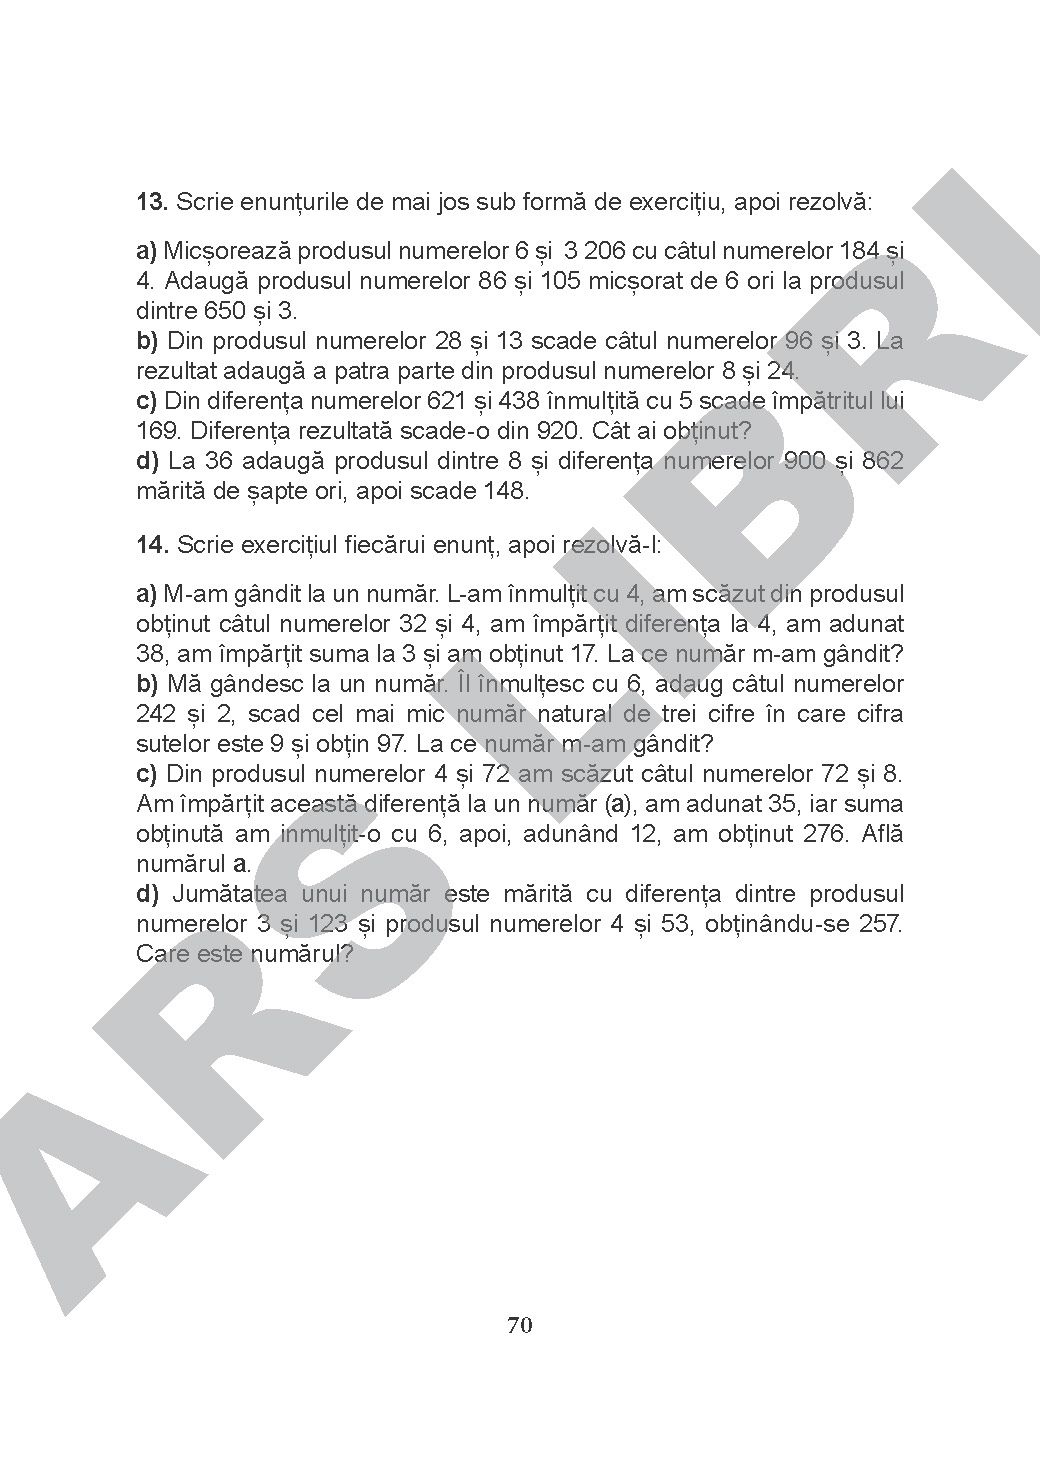 13. Scrie enunțurile de mai jos sub formă de exercițiu, apoi rezolvă:
a) Micșorează produsul numerelor 6 și 3 206 cu câtul numerelor 184 și
4. Adaugă produsul numerelor 86 și 105 micșorat de 6 ori la produsul
dintre 650 și 3.
b) Din produsul numerelor 28 și 13 scade câtul numerelor 96 și 3. La
rezultat adaugă a patra parte din produsul numerelor 8 și 24.
c) Din diferența numerelor 621 și 438 înmulțită cu 5 scade împătritul lui
169. Diferența rezultată scade-o din 920. Cât ai obținut?
d) La 36 adaugă produsul dintre 8 și diferența numerelor 900 și 862
mărită de șapte ori, apoi scade 148.
14. Scrie exercițiul fiecărui enunț, apoi rezolvă-l:
a) M-am gândit la un număr. L-am înmulțit cu 4, am scăzut din produsul
obținut câtul numerelor 32 și 4, am împărțit diferența la 4, am adunat
38, am împărțit suma la 3 și am obținut 17. La ce număr m-am gândit?
b) Mă gândesc la un număr. Îl înmulțesc cu 6, adaug câtul numerelor
242 și 2, scad cel mai mic număr natural de trei cifre în care cifra
sutelor este 9 și obțin 97. La ce număr m-am gândit?
c) Din produsul numerelor 4 și 72 am scăzut câtul numerelor 72 și 8.
Am împărțit această diferență la un număr (a), am adunat 35, iar suma
obținută am inmulțit-o cu 6, apoi, adunând 12, am obținut 276. Află
numărul a.
d) Jumătatea unui număr este mărită cu diferența dintre produsul
numerelor 3 și 123 și produsul numerelor 4 și 53, obținându-se 257.
Care este numărul?
ARS LIBRI
70